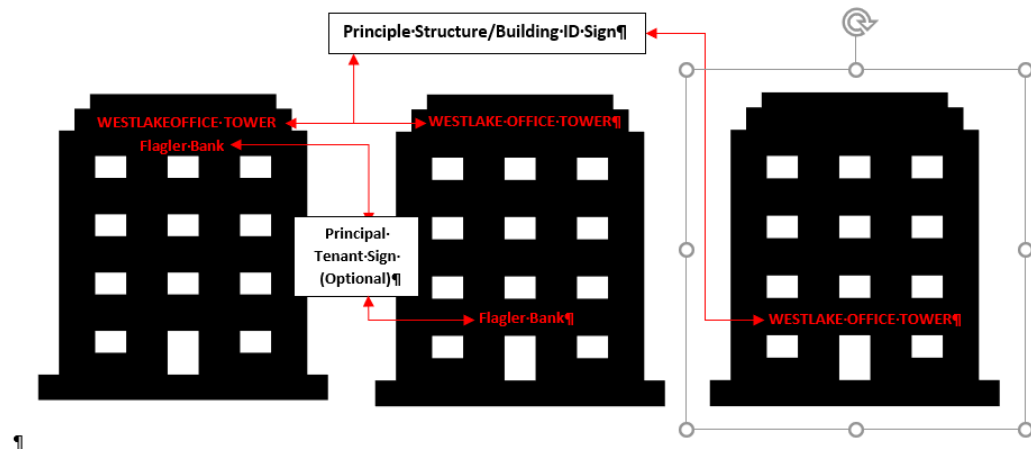 Principle Structure/Building ID Sign¶
WESTLAKEOFFICE TOWER
Flagler Bank
WESTLAKE OFFICE TOWER¶
Principal
Tenant Sign
(Optional)¶
Flagler Bank¶
WESTLAKE OFFICE TOWER¶
¶